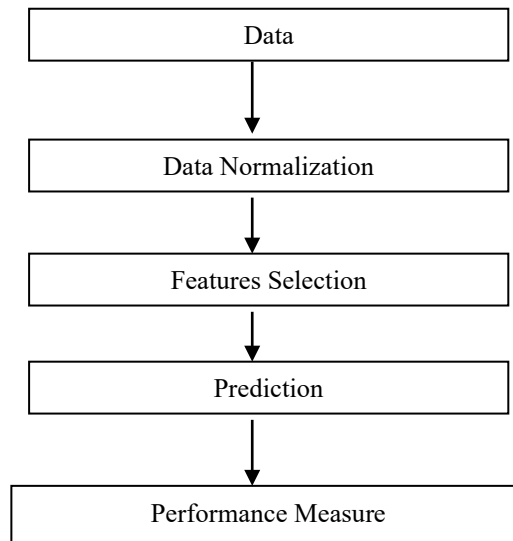 Data
Data Normalization
Features Selection
Prediction
Performance Measure